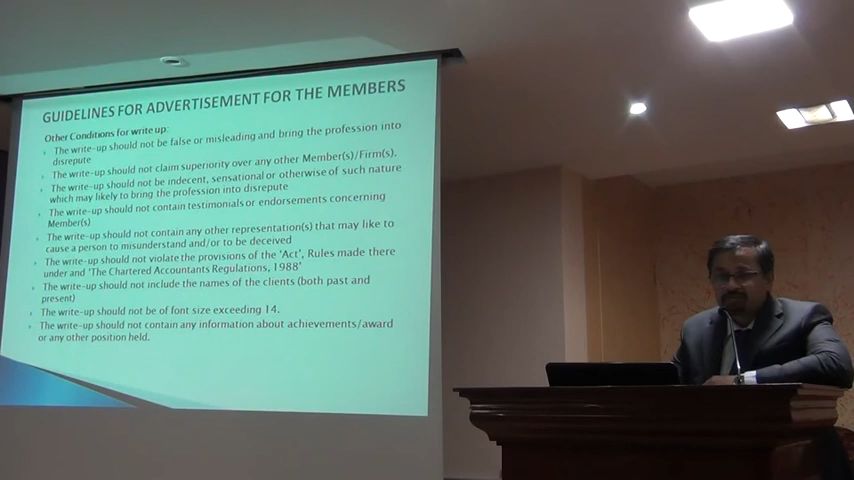 GUIDELINES FOR ADVERTISEMENT FOR THE MEMBERS
Other Conditions for write up:
The write-up should not be false or misleading and bring the profession into
disrepute
The write-up should not claim superiority over any other Member(s)/Firm(s).
The write-up should not be indecent, sensational or otherwise of such nature
which may likely to bring the profession into disrepute
The write-up should not contain testimonials or endorsements concerning
Member(s)
The write-up should not contain any other representation(s) that may like to
cause a person to misunderstand and/or to be deceived
The write-up should not violate the provisions of the 'Act', Rules made there
under and 'The Chartered Accountants Regulations, 1988'
The write-up should not include the names of the clients (both past and
present)
The write-up should not be of font size exceeding 14.
The write-up should not contain any information about achievements/award
or any other position held.